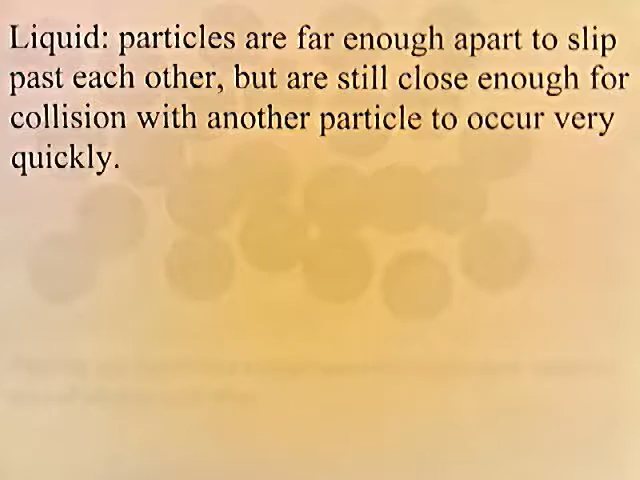 Liquid: particles are far enough apart to slip
past each other, but are still close enough for
collision with another particle to occur very
quickly.